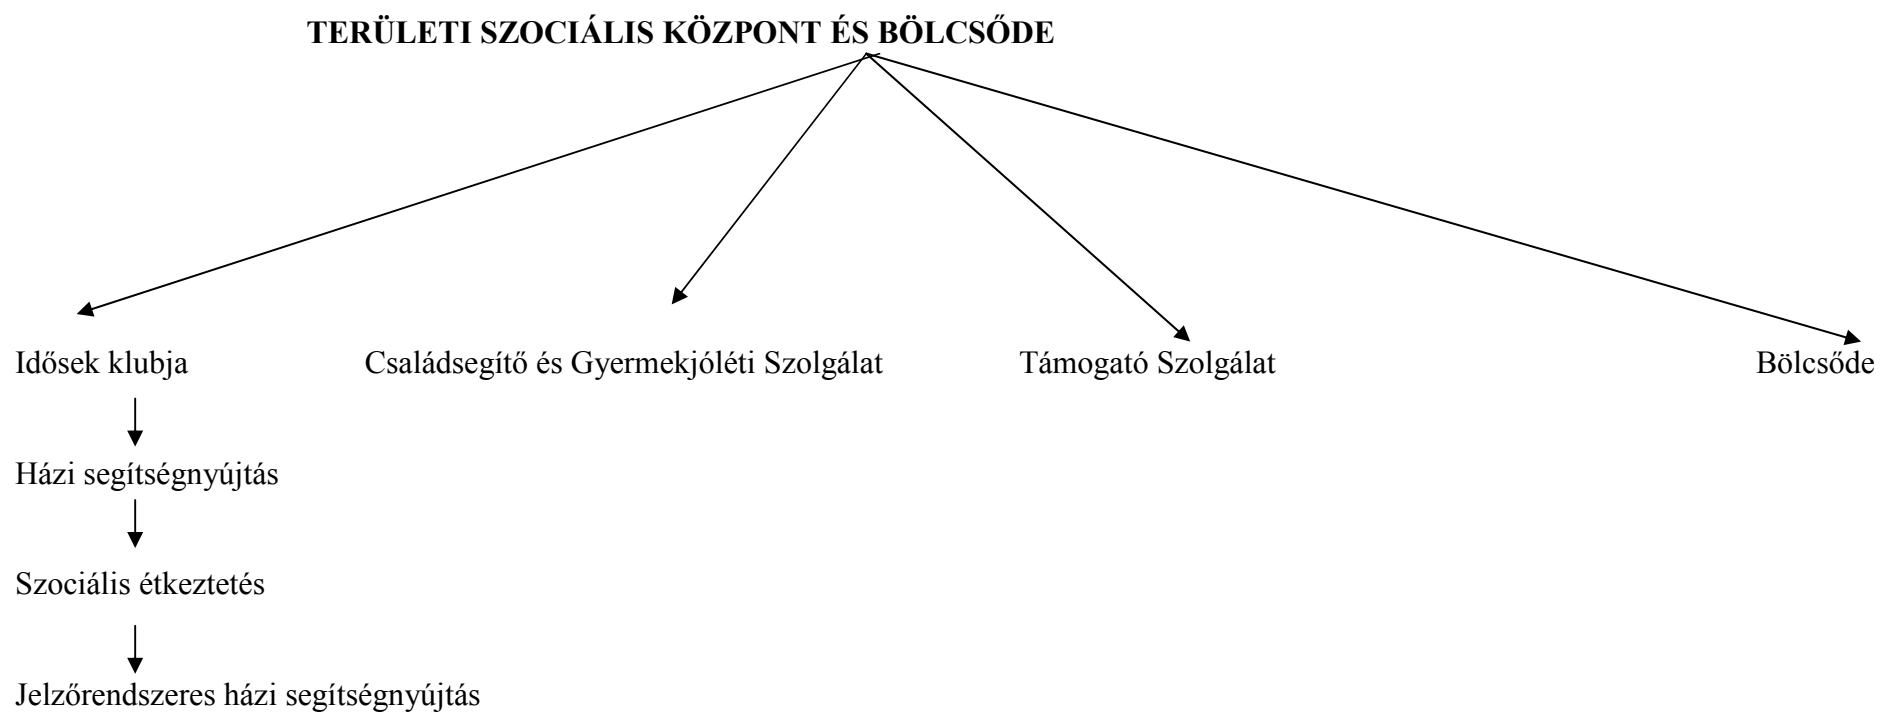 TERÜLETI SZOCIÁLIS KÖZPONT ÉS BÖLCSŐDE
Idősek klubja
Családsegítő és Gyermekjóléti Szolgálat
Támogató Szolgálat
Bölcsőde
Házi segítségnyújtás
Szociális étkeztetés
Jelzőrendszeres házi segítségnyújtás